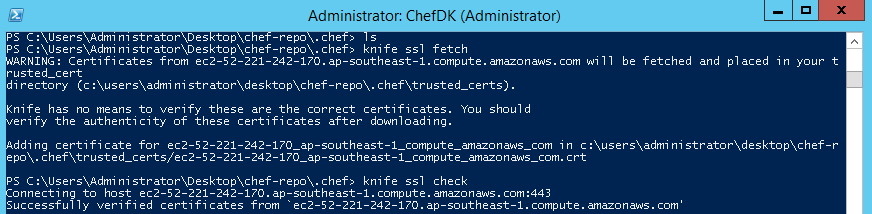 Administrator: ChefDK (Administrator)
PS C:\Users\Administrator\Desktop\chef-repo\.chef> ls
PS C:\Users\Administrator\Desktop\chef-repo\.chef> knife ssl fetch
WARNING: Certificates from ec2-52-221-242-170.ap-southeast-1.compute.amazonaws.com will be fetched and placed in your t
rusted_cert
directory (c:\users\administrator\desktop\chef-repo\.chef\trusted_certs).
Knife has no means to verify these are the correct certificates. You should
verify the authenticity of these certificates after downloading.
Adding certificate for ec2-52-221-242-170_ap-southeast-1_compute_amazonaws_com in c:\users\administrator\desktop\chef-r
epo\.chef\trusted_certs/ec2-52-221-242-170_ap-southeast-1_compute_amazonaws_com.crt
PS C:\Users\Administrator\Desktop\chef-repo\.chef> knife ssl check
Connecting to host ec2-52-221-242-170.ap-southeast-1.compute.amazonaws.com:443
Successfully verified certificates from `ec2-52-221-242-170.ap-southeast-1.compute.amazonaws.com'